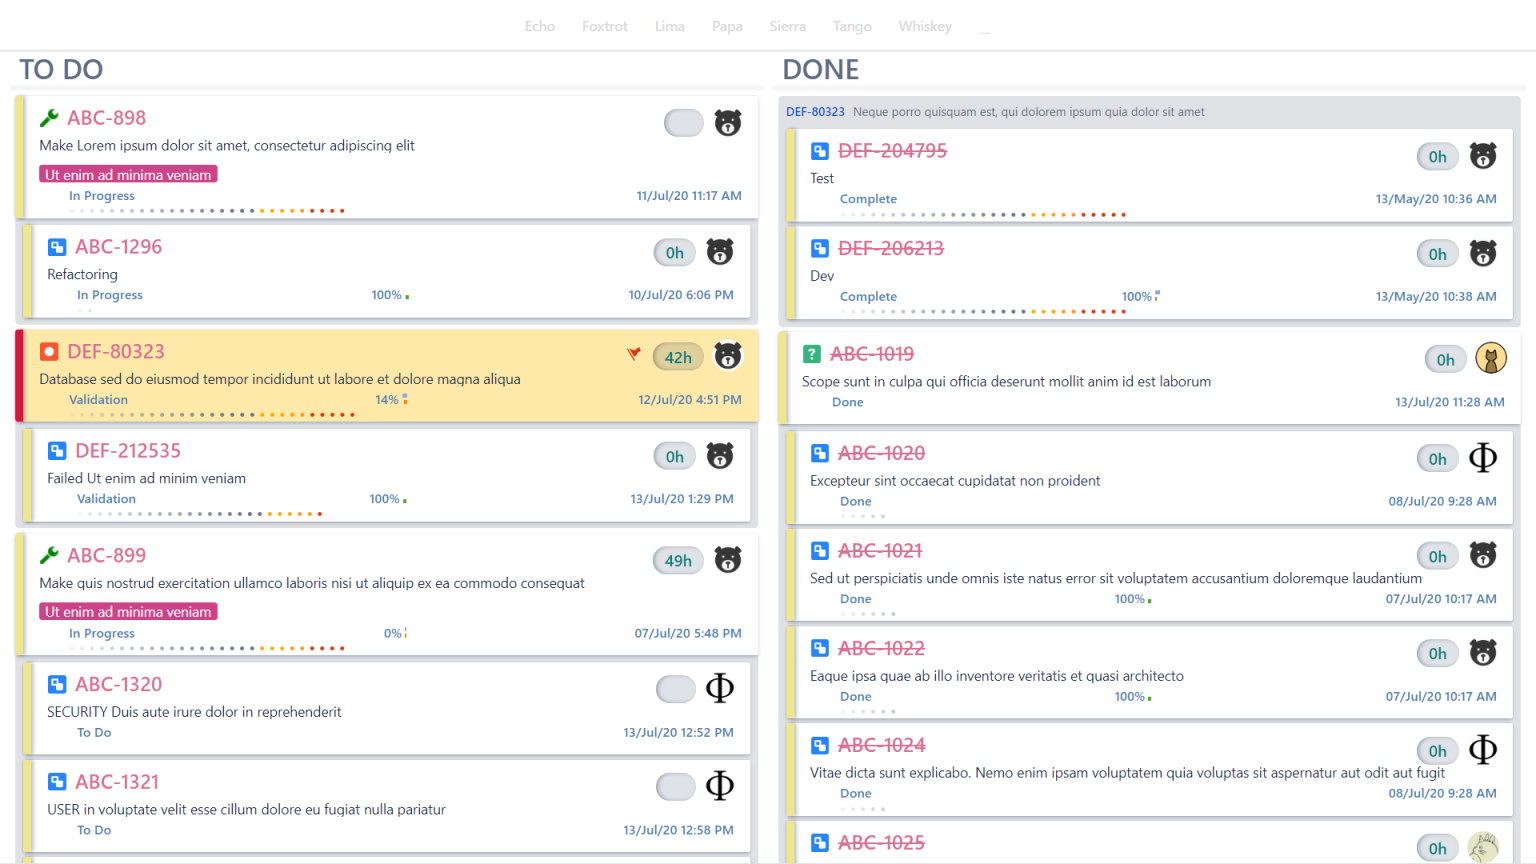 Echo Foxtrot Lima Papa Sierra Tango Whiskey __
TO DO
ABC-898
Make Lorem ipsum dolor sit amet, consectetur adipiscing elit
Ut enim ad minima veniam
In Progress 11/Jul/20 11:17 AM
ABC-1296 0h
Refactoring
In Progress 100% 10/Jul/20 6:06 PM
DEF-80323 42h
Database sed do eiusmod tempor incididunt ut labore et dolore magna aliqua
Validation 14% 12/Jul/20 4:51 PM
DEF-212535 0h
Failed Ut enim ad minim veniam
Validation 100% 13/Jul/20 1:29 PM
ABC-899 49h
Make quis nostrud exercitation ullamco laboris nisi ut aliquip ex ea commodo consequat
Ut enim ad minima veniam
In Progress 0% 07/Jul/20 5:48 PM
ABC-1320
SECURITY Duis aute irure dolor in reprehenderit
To Do 13/Jul/20 12:52 PM
ABC-1321
USER in voluptate velit esse cillum dolore eu fugiat nulla pariatur
To Do 13/Jul/20 12:58 PM
DONE
DEF-80323 Neque porro quisquam est, qui dolorem ipsum quia dolor sit amet
DEF-204795 0h
Test
Complete 13/May/20 10:36 AM
DEF-206213 0h
Dev
Complete 100% 13/May/20 10:38 AM
? ABC-1019 0h
Scope sunt in culpa qui officia deserunt mollit anim id est laborum
Done 13/Jul/20 11:28 AM
ABC-1020 0h
Excepteur sint occaecat cupidatat non proident
Done 08/Jul/20 9:28 AM
ABC-1021 0h
Sed ut perspiciatis unde omnis iste natus error sit voluptatem accusantium doloremque laudantium
Done 100% 07/Jul/20 10:17 AM
ABC-1022 0h
Eaque ipsa quae ab illo inventore veritatis et quasi architecto
Done 100% 07/Jul/20 10:17 AM
ABC-1024 0h
Vitae dicta sunt explicabo. Nemo enim ipsam voluptatem quia voluptas sit aspernatur aut odit aut fugit
Done 08/Jul/20 9:28 AM
ABC-1025 0h